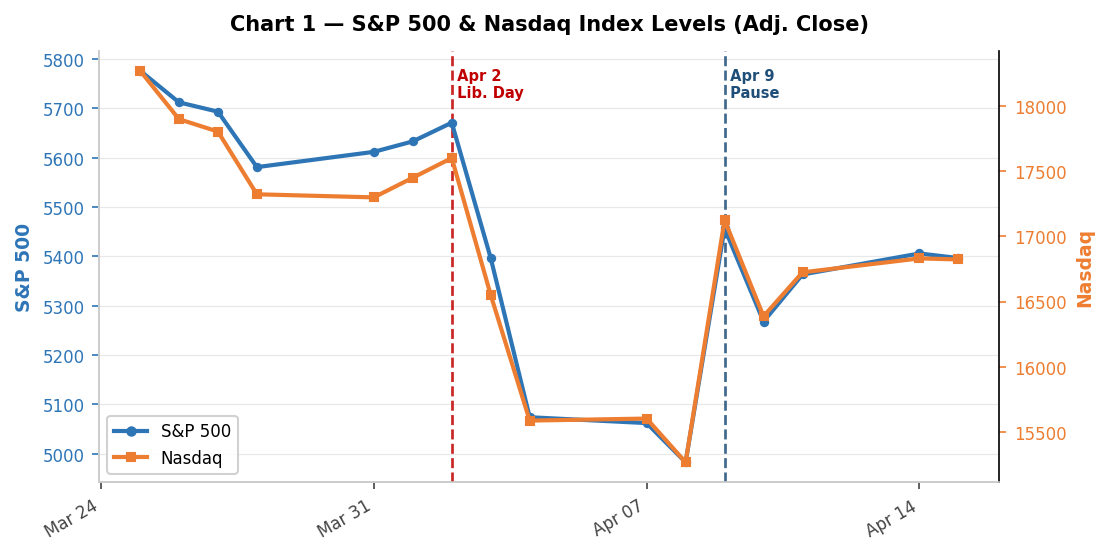 Chart 1 — S&P 500 & Nasdaq Index Levels (Adj. Close)
5800
5700
5600
5500
5400
5300
5200
5100
5000
S&P 500
Apr 2
Lib. Day
Apr 9
Pause
18000
17500
17000
16500
16000
15500
Nasdaq
S&P 500
Nasdaq
Mar 24
Mar 31
Apr 07
Apr 14